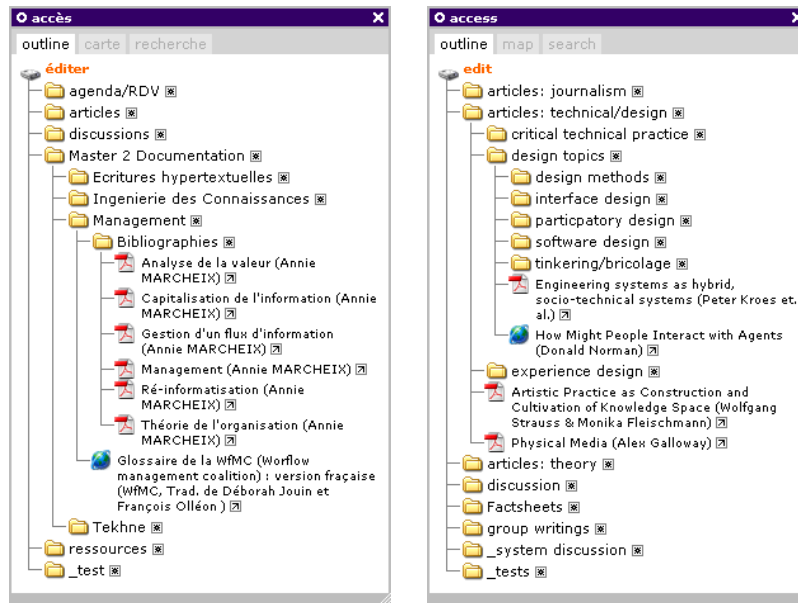 accès
outline carte recherche
éditer
agenda/RDV
articles
discussions
Master 2 Documentation
Ecritures hypertextuelles
Ingenierie des Connaissances
Management
Bibliographies
Analyse de la valeur (Annie
MARCHEIX)
Capitalisation de l'information (Annie
MARCHEIX)
Gestion d'un flux d'information
(Annie MARCHEIX)
Management (Annie MARCHEIX)
Ré-informatisation (Annie
MARCHEIX)
Théorie de l'organisation (Annie
MARCHEIX)
Glossaire de la WfMC (Worflow
management coalition) : version fraçaise
(WfMC, Trad. de Déborah Jouin et
François Olléon )
Tekhne
ressources
_test
access
outline map search
edit
articles: journalism
articles: technical/design
critical technical practice
design topics
design methods
interface design
particpatory design
software design
tinkering/bricolage
Engineering systems as hybrid,
socio-technical systems (Peter Kroes et.
al.)
How Might People Interact with Agents
(Donald Norman)
experience design
Artistic Practice as Construction and
Cultivation of Knowledge Space (Wolfgang
Strauss & Monika Fleischmann)
Physical Media (Alex Galloway)
articles: theory
discussion
Factsheets
group writings
_system discussion
_tests